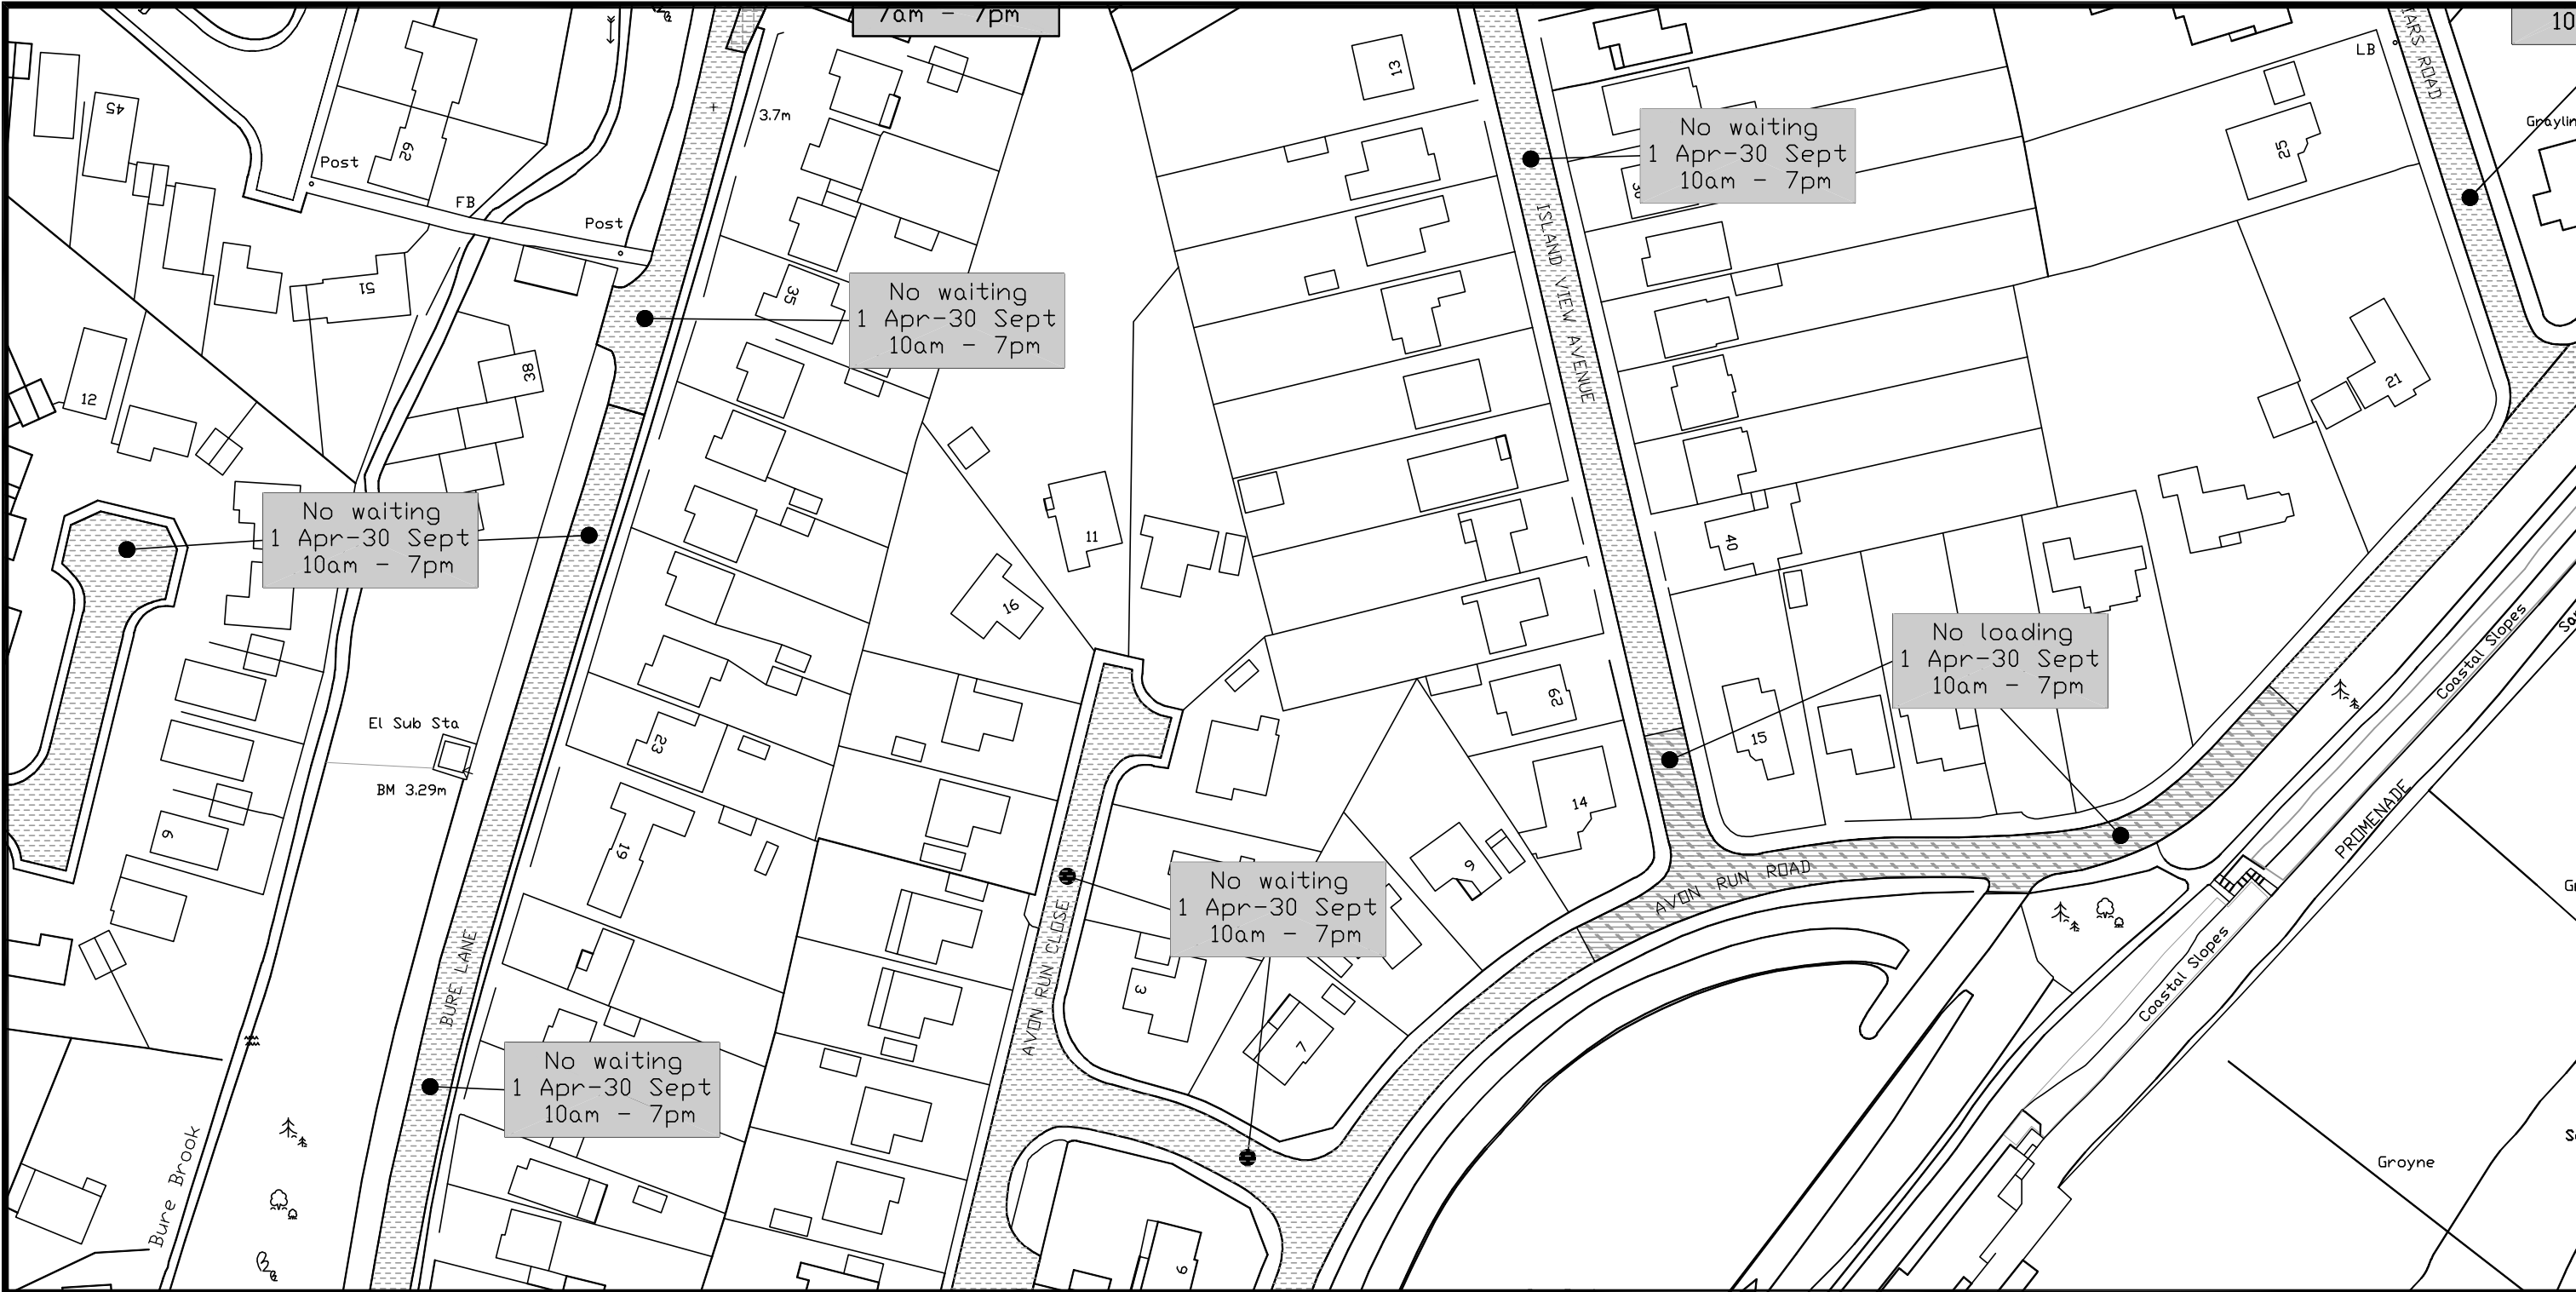 7am - 7pm
10
TARS ROAD
LB
13
45
62
3.7m
Post
FB
Post
No waiting
1 Apr-30 Sept
10am - 7pm
25
ISLAND VIEW AVENUE
51
35
No waiting
1 Apr-30 Sept
10am - 7pm
38
12
21
No waiting
1 Apr-30 Sept
10am - 7pm
11
40
16
No loading
1 Apr-30 Sept
10am - 7pm
Coastal Slopes
El Sub Sta
BM 3.29m
23
29
15
14
PROMENADE
9
19
9
No waiting
1 Apr-30 Sept
10am - 7pm
AVON RUN ROAD
BURE LANE
AVON RUN CLOSE
3
7
Coastal Slopes
No waiting
1 Apr-30 Sept
10am - 7pm
Bure Brook
Groyne
6